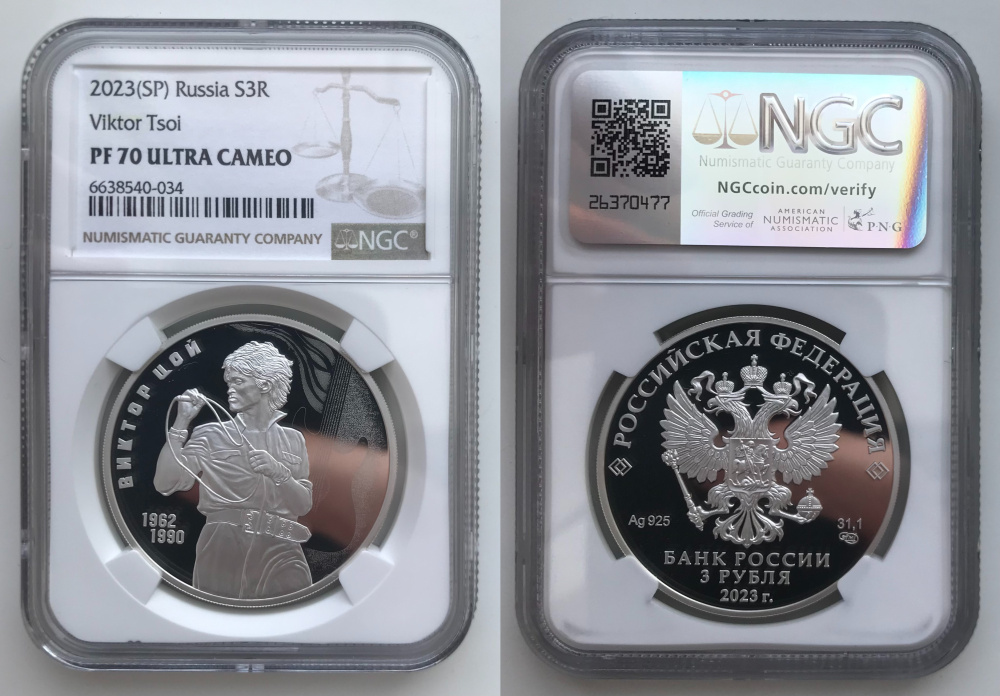 2023(SP) Russia S3R
Viktor Tsoi
PF 70 ULTRA CAMEO
6638540-034
NUMISMATIC GUARANTY COMPANY
NGC®
ВИКТОР ЦОЙ
1962
1990
NGC
Numismatic Guaranty Company
NGCcoin.com/verify
26370477
Official Grading
Service of
AMERICAN
NUMISMATIC
ASSOCIATION
PNG
РОССИЙСКАЯ ФЕДЕРАЦИЯ
Ag 925
31,1
БАНК РОССИИ
3 РУБЛЯ
2023 г.